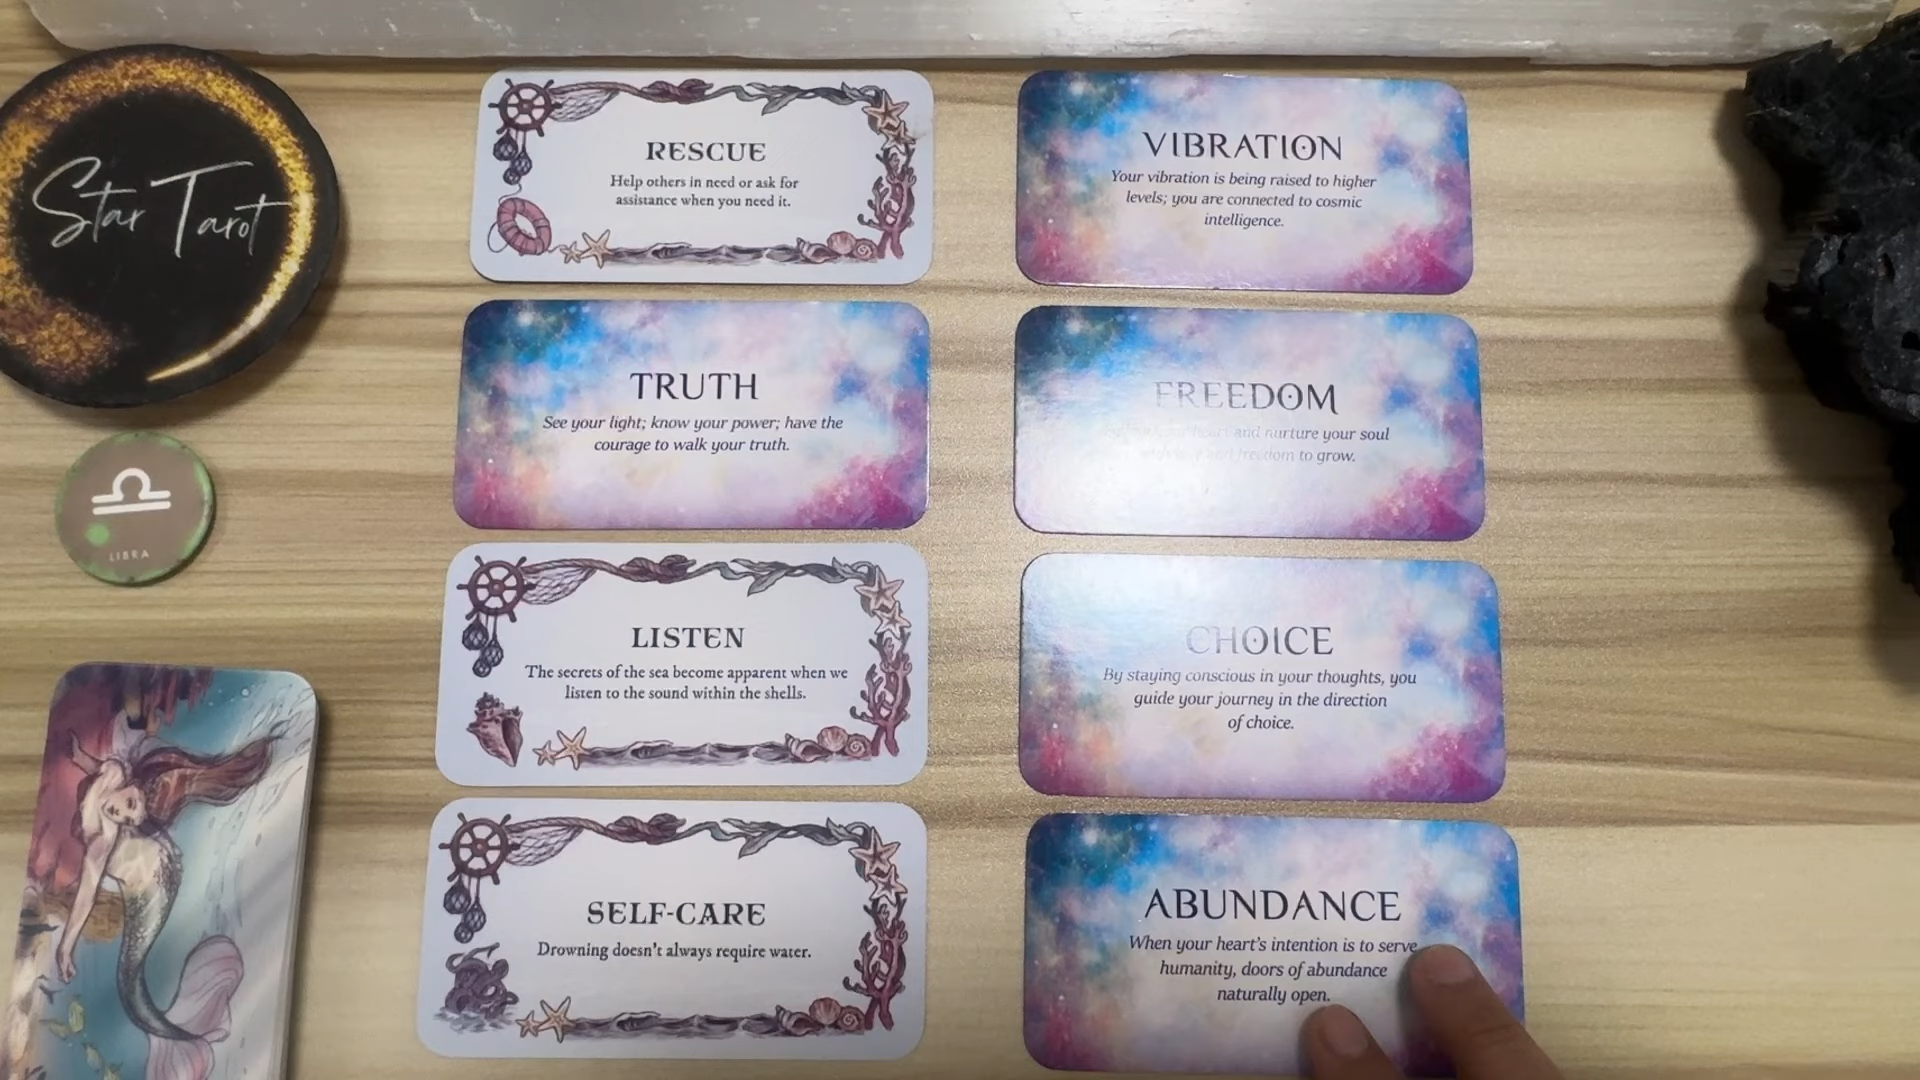 Star Tarot
LIBRA
RESCUE
Help others in need or ask for
assistance when you need it.
VIBRATION
Your vibration is being raised to higher
levels; you are connected to cosmic
intelligence.
TRUTH
See your light; know your power; have the
courage to walk your truth.
FREEDOM
heart and nurture your soul
and freedom to grow.
LISTEN
The secrets of the sea become apparent when we
listen to the sound within the shells.
CHOICE
By staying conscious in your thoughts, you
guide your journey in the direction
of choice.
SELF-CARE
Drowning doesn't always require water.
ABUNDANCE
When your heart's intention is to serve
humanity, doors of abundance
naturally open.